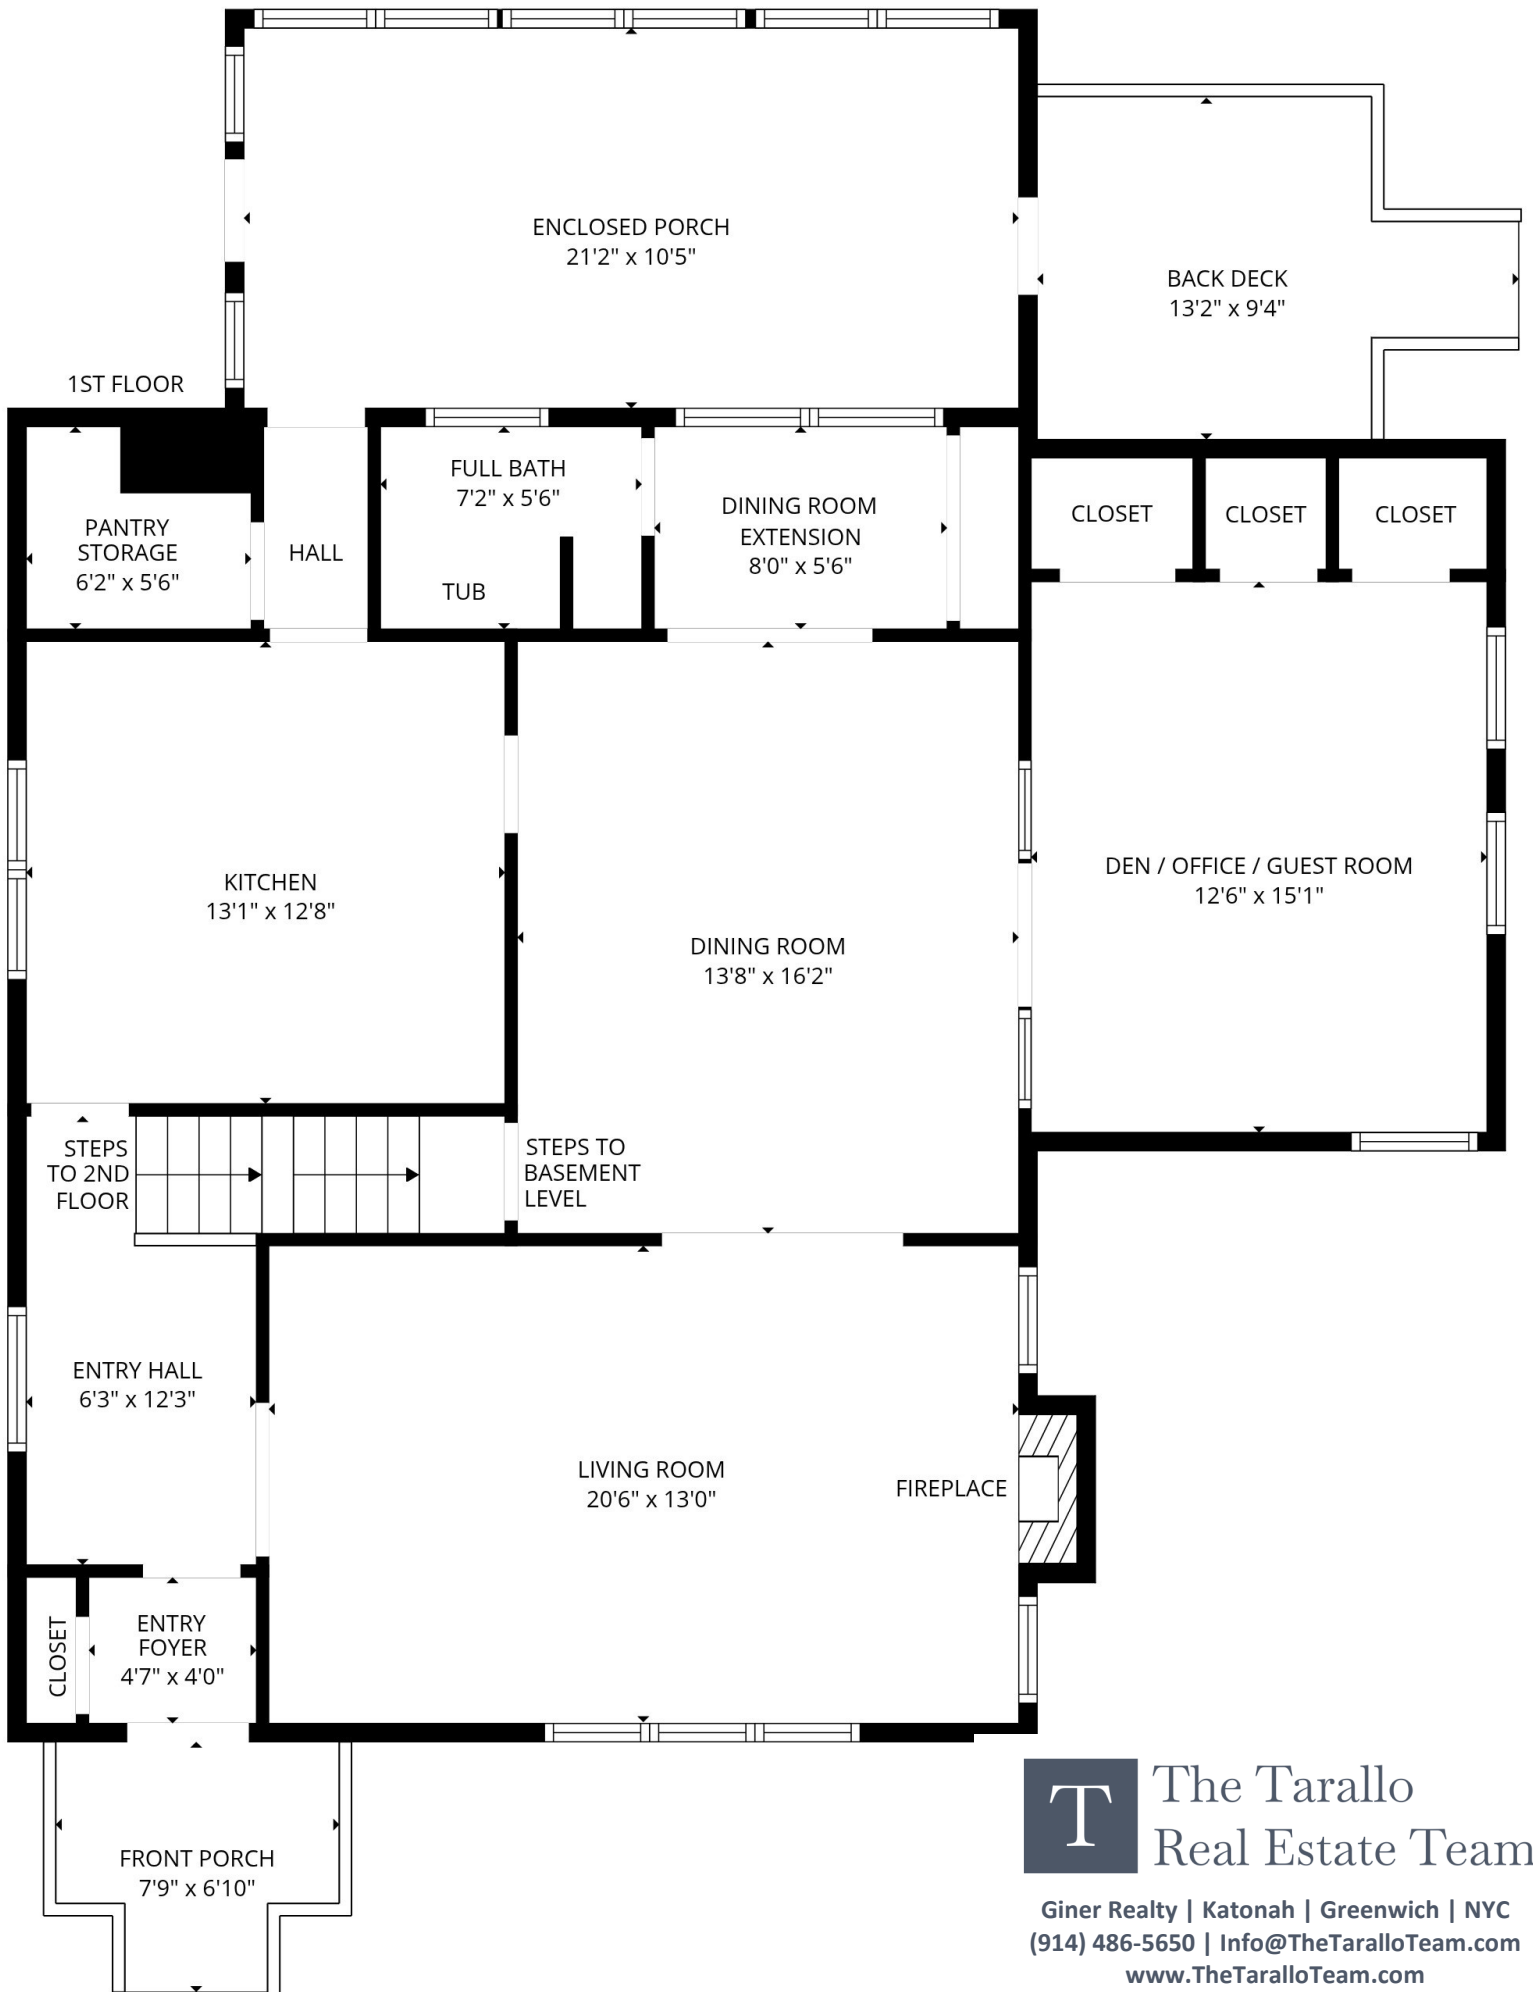 ENCLOSED PORCH
21'2" x 10'5"
BACK DECK
13'2" x 9'4"
1ST FLOOR
PANTRY
STORAGE
6'2" x 5'6"
HALL
FULL BATH
7'2" x 5'6"
TUB
DINING ROOM
EXTENSION
8'0" x 5'6"
CLOSET
CLOSET
CLOSET
KITCHEN
13'1" x 12'8"
DINING ROOM
13'8" x 16'2"
DEN / OFFICE / GUEST ROOM
12'6" x 15'1"
STEPS
TO 2ND
FLOOR
STEPS TO
BASEMENT
LEVEL
ENTRY HALL
6'3" x 12'3"
LIVING ROOM
20'6" x 13'0"
FIREPLACE
CLOSET
ENTRY
FOYER
4'7" x 4'0"
FRONT PORCH
7'9" x 6'10"
T
The Tarallo
Real Estate Team
Giner Realty | Katonah | Greenwich | NYC
(914) 486-5650 | Info@TheTaralloTeam.com
www.TheTaralloTeam.com